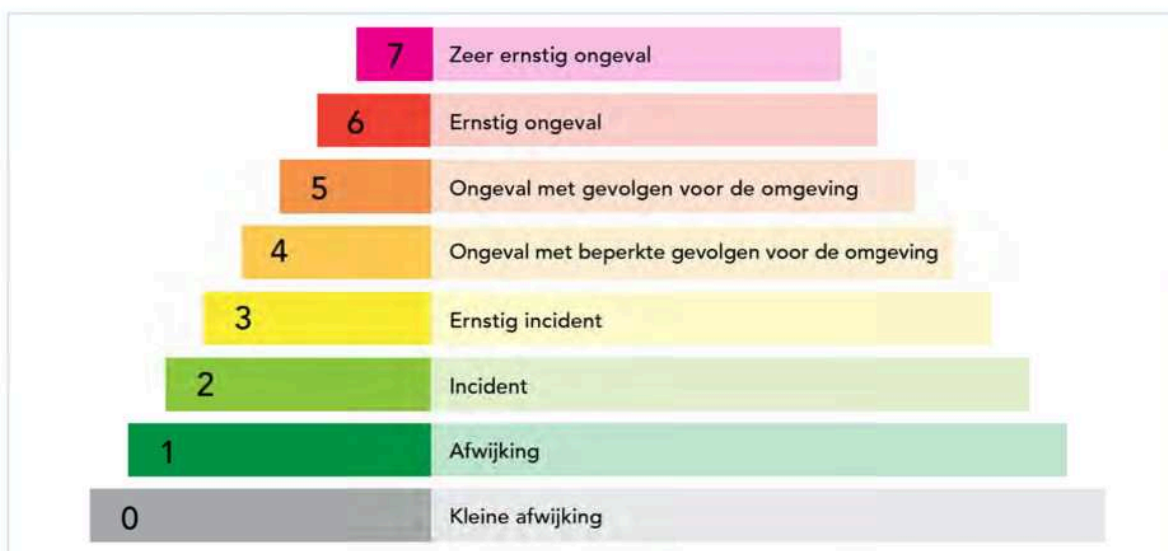 7 Zeer ernstig ongeval
6 Ernstig ongeval
5 Ongeval met gevolgen voor de omgeving
4 Ongeval met beperkte gevolgen voor de omgeving
3 Ernstig incident
2 Incident
1 Afwijking
0 Kleine afwijking